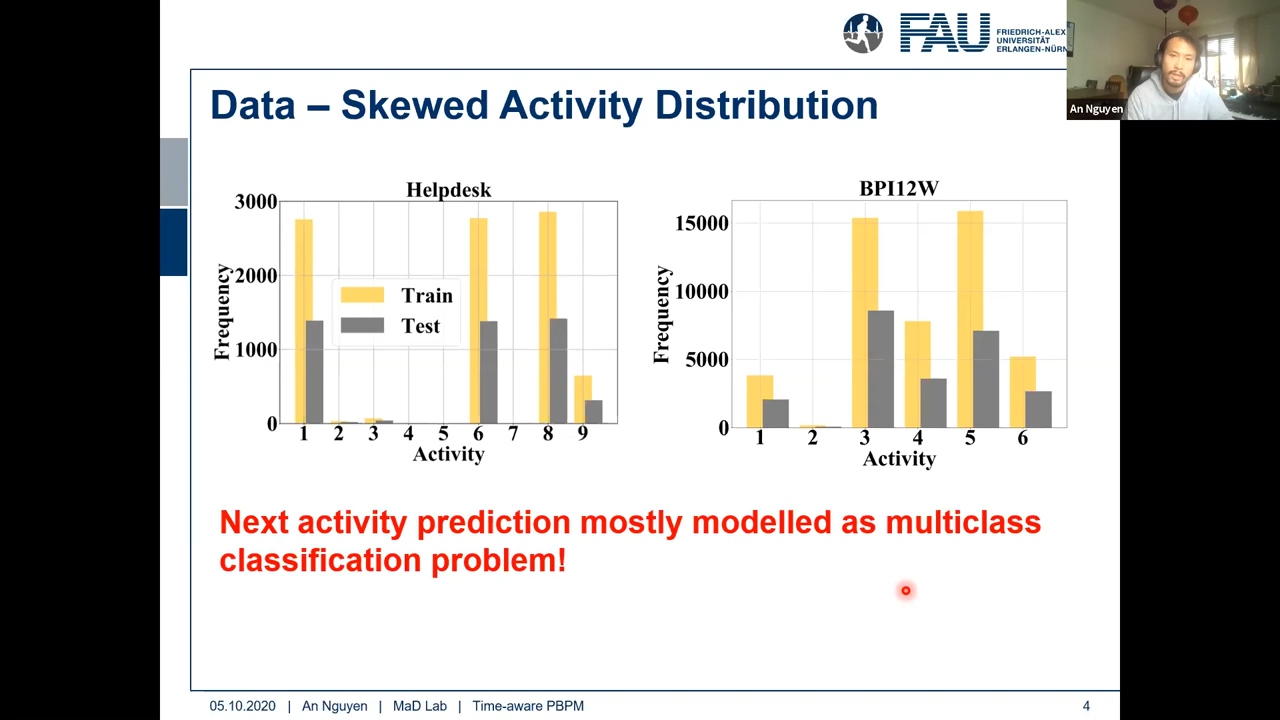 FAU
FRIEDRICH-ALEX
UNIVERSITÄT
ERLANGEN-NÜRN
An Nguyen
Data – Skewed Activity Distribution
Helpdesk
3000
2000
1000
0
Frequency
Train
Test
1 2 3 4 5 6 7 8 9
Activity
BPI12W
15000
10000
5000
0
Frequency
1 2 3 4 5 6
Activity
Next activity prediction mostly modelled as multiclass
classification problem!
05.10.2020 | An Nguyen | MaD Lab | Time-aware PBPM
4